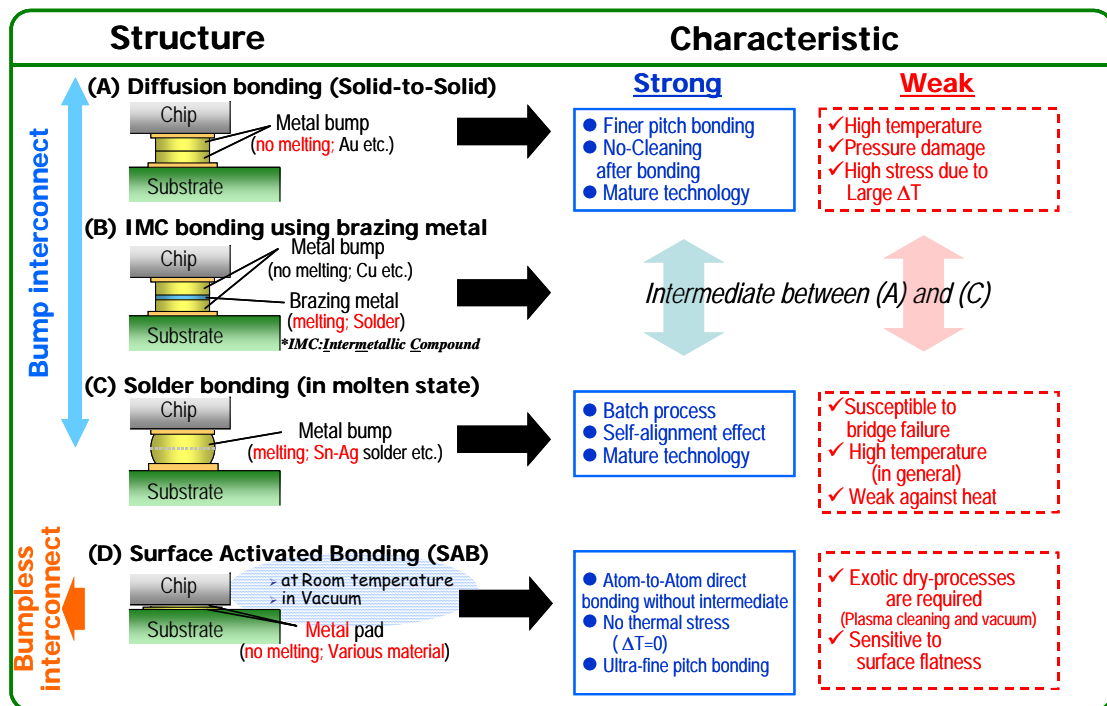 Structure
Characteristic
Strong
Weak
Bump interconnect
(A) Diffusion bonding (Solid-to-Solid)
Chip
Metal bump
(no melting; Au etc.)
Substrate
● Finer pitch bonding
● No-Cleaning
after bonding
● Mature technology
✓High temperature
✓Pressure damage
✓High stress due to
Large ΔT
(B) IMC bonding using brazing metal
Chip
Metal bump
(no melting; Cu etc.)
Brazing metal
(melting; Solder)
Substrate
*IMC:Intermetallic Compound
Intermediate between (A) and (C)
(C) Solder bonding (in molten state)
Chip
Metal bump
(melting; Sn-Ag solder etc.)
Substrate
● Batch process
● Self-alignment effect
● Mature technology
✓Susceptible to
bridge failure
✓High temperature
(in general)
✓Weak against heat
Bumpless
interconnect
(D) Surface Activated Bonding (SAB)
Chip
➢ at Room temperature
➢ in Vacuum
Substrate
Metal pad
(no melting; Various material)
● Atom-to-Atom direct
bonding without intermediate
● No thermal stress
( ΔT=0)
● Ultra-fine pitch bonding
✓ Exotic dry-processes
are required
(Plasma cleaning and vacuum)
✓ Sensitive to
surface flatness